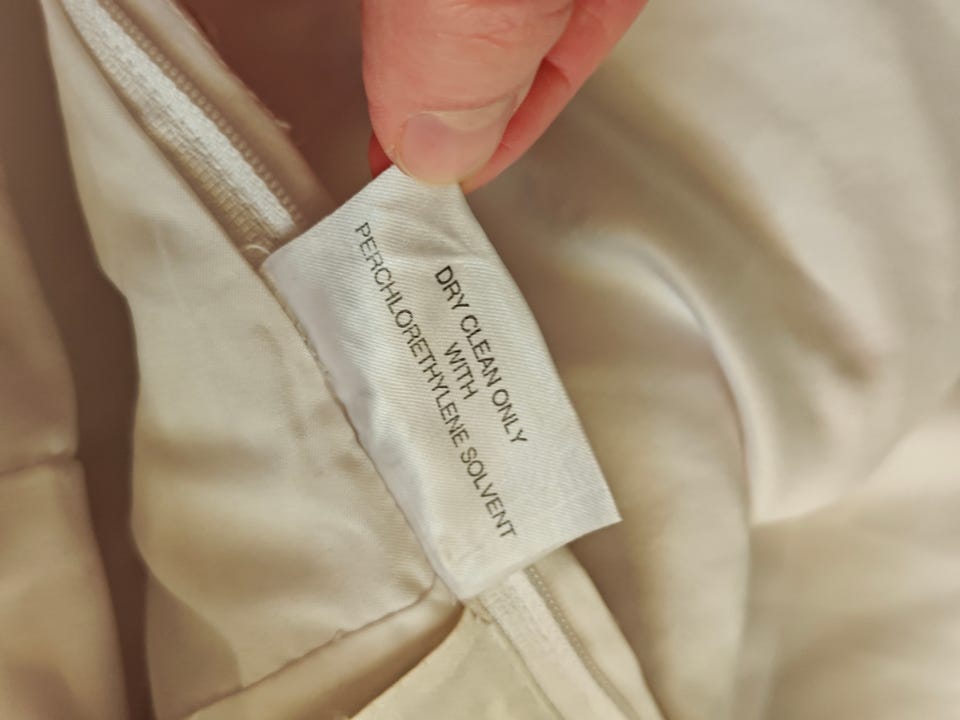 DRY CLEAN ONLY
WITH
PERCHLORETHYLENE SOLVENT